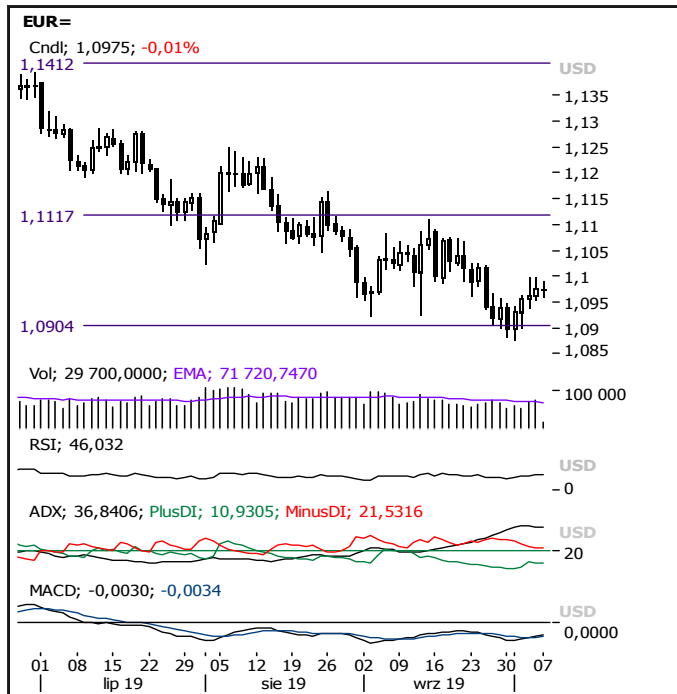 EUR=
Cndl; 1,0975; -0,01%
1,1412
USD
1,135
1,13
1,125
1,12
1,115
1,1117
1,11
1,105
1,1
1,095
1,0904
1,09
1,085
Vol; 29 700,0000; EMA; 71 720,7470
100 000
RSI; 46,032
USD
0
ADX; 36,8406; PlusDI; 10,9305; MinusDI; 21,5316
USD
20
MACD; -0,0030; -0,0034
USD
0,0000
01 08 15 22 29 05 12 19 26 02 09 16 23 30 07
lip 19 sie 19 wrz 19